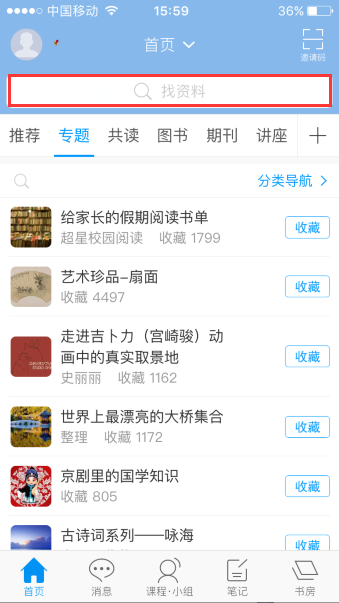 中国移动 15:59 36%
首页
邀请码
找资料
推荐 专题 共读 图书 期刊 讲座
分类导航
给家长的假期阅读书单
超星校园阅读 收藏 1799
收藏
艺术珍品-扇面
收藏 4497
收藏
走进吉卜力（宫崎骏）动
画中的真实取景地
史丽丽 收藏 1162
收藏
世界上最漂亮的大桥集合
整理 收藏 1172
收藏
京剧里的国学知识
收藏 805
收藏
古诗词系列——咏海
收藏
首页 消息 课程·小组 笔记 书房